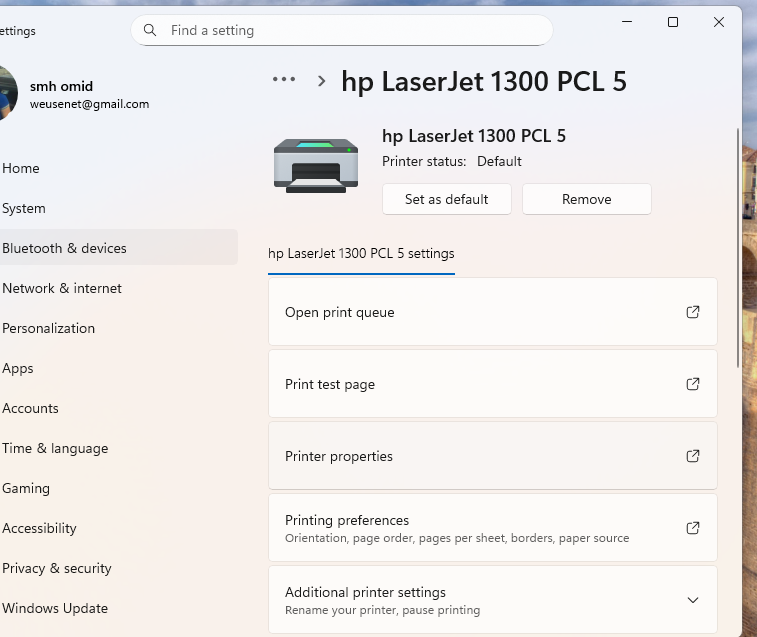 ettings
Find a setting
smh omid
weusenet@gmail.com
Home
System
Bluetooth & devices
Network & internet
Personalization
Apps
Accounts
Time & language
Gaming
Accessibility
Privacy & security
Windows Update
... > hp LaserJet 1300 PCL 5
hp LaserJet 1300 PCL 5
Printer status: Default
Set as default
Remove
hp LaserJet 1300 PCL 5 settings
Open print queue
Print test page
Printer properties
Printing preferences
Orientation, page order, pages per sheet, borders, paper source
Additional printer settings
Rename your printer, pause printing